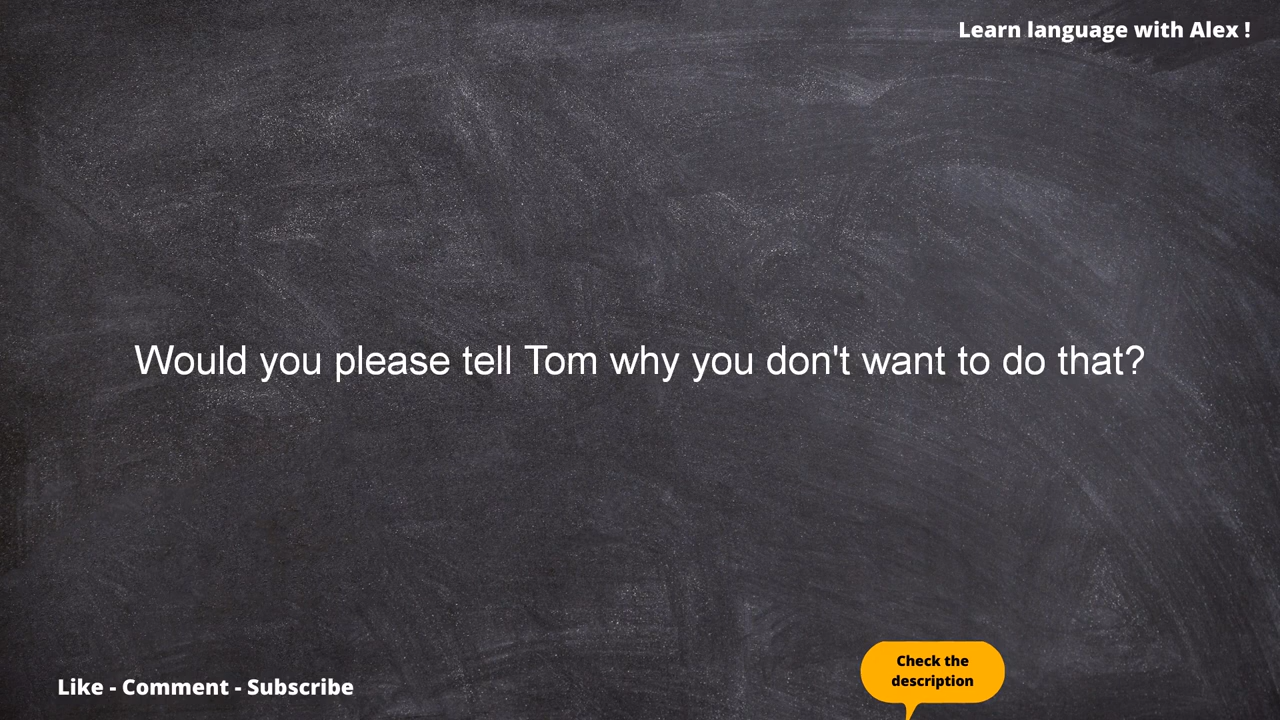 Learn language with Alex !
Would you please tell Tom why you don't want to do that?
Check the
description
Like - Comment - Subscribe